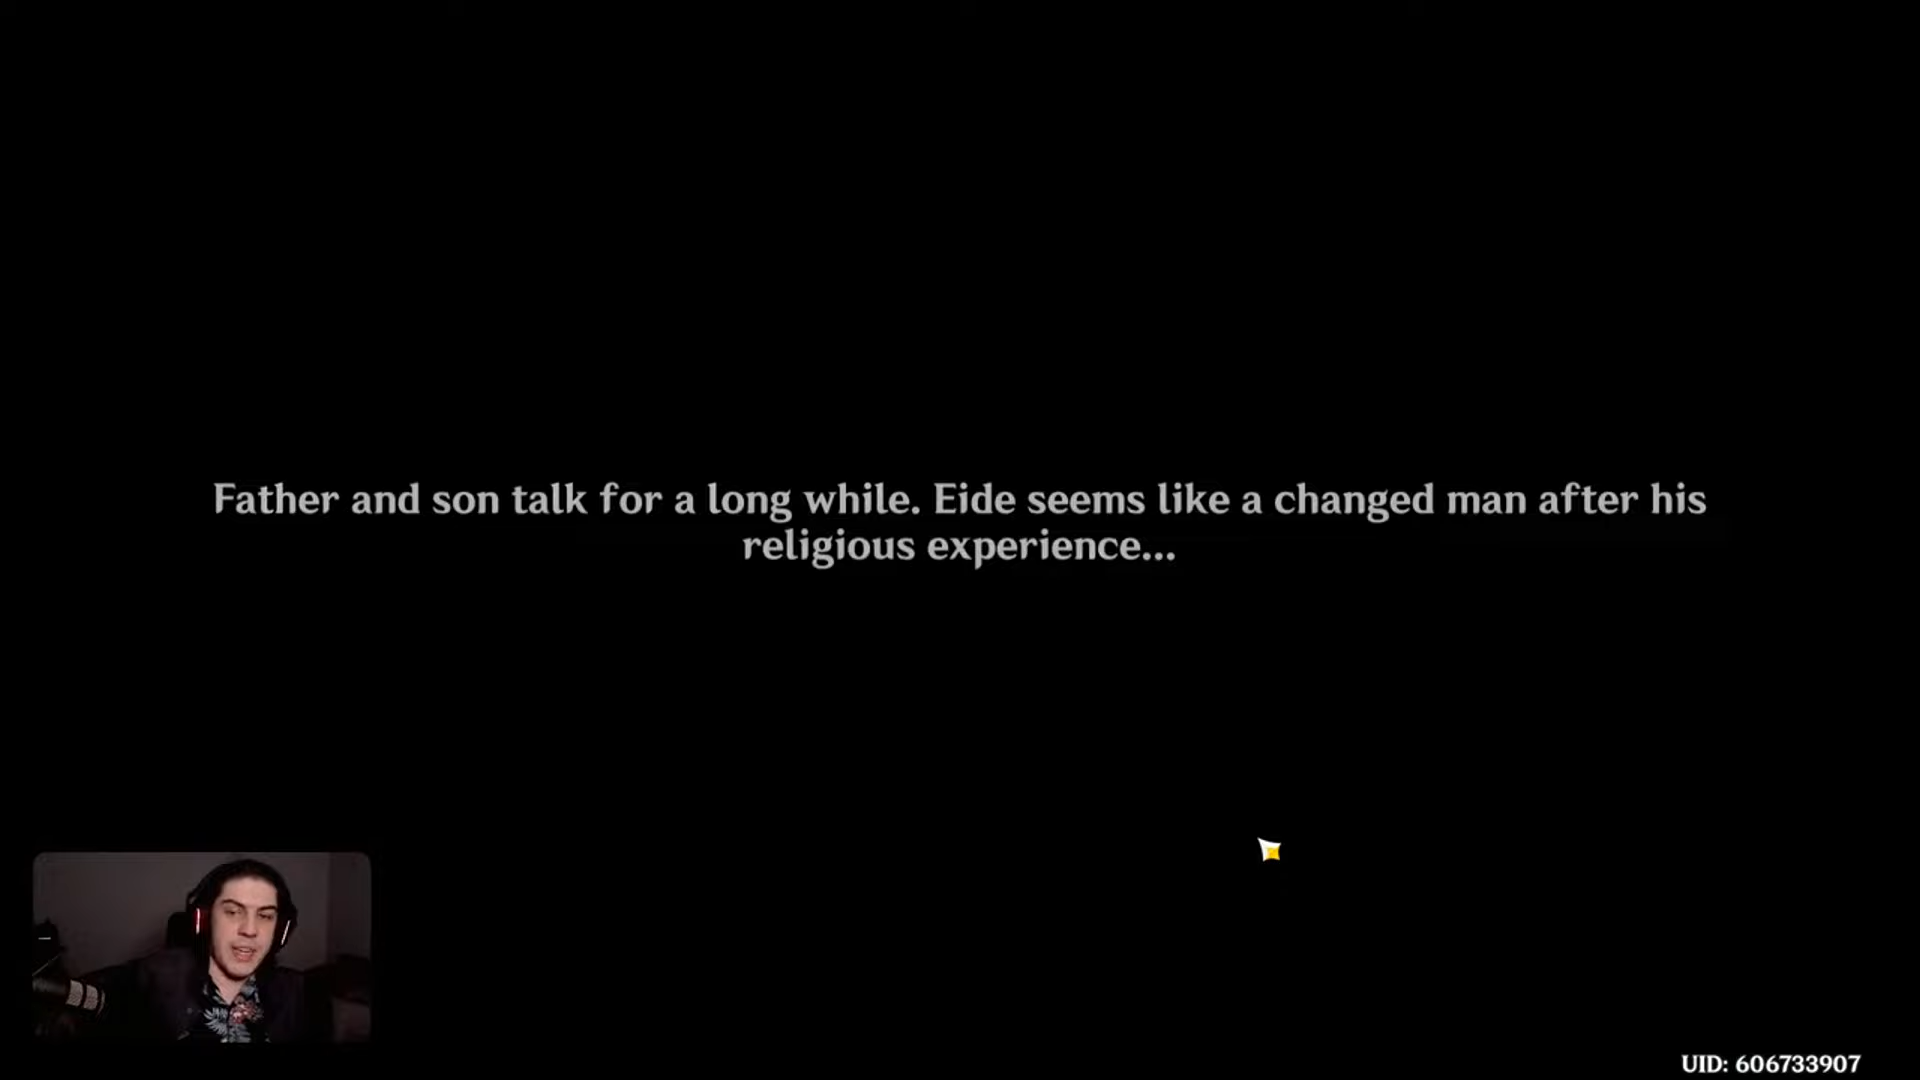 Father and son talk for a long while. Eide seems like a changed man after his
religious experience...
UID: 606733907